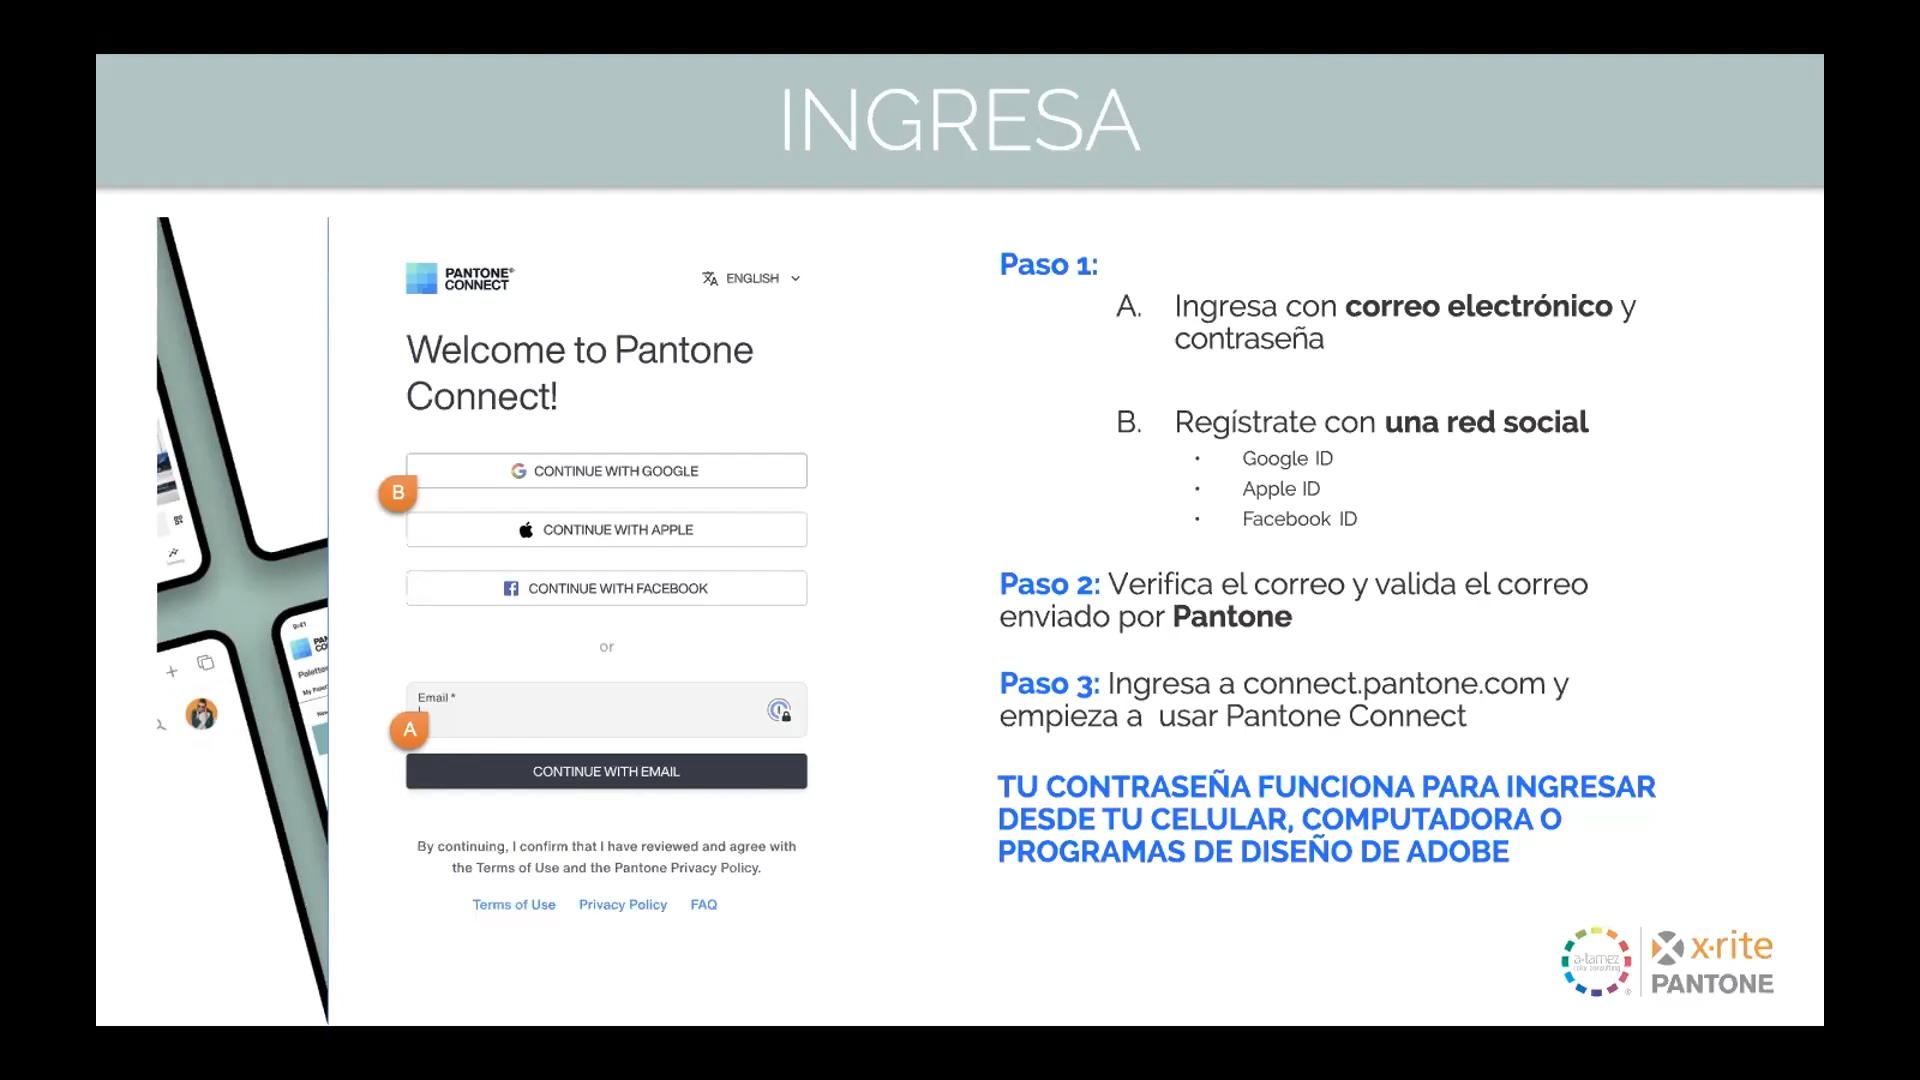 INGRESA
PANTONE®
CONNECT
ENGLISH
Welcome to Pantone
Connect!
CONTINUE WITH GOOGLE
B
CONTINUE WITH APPLE
CONTINUE WITH FACEBOOK
or
Email *
A
CONTINUE WITH EMAIL
By continuing, I confirm that I have reviewed and agree with
the Terms of Use and the Pantone Privacy Policy.
Terms of Use Privacy Policy FAQ
9:41
Paso 1:
A. Ingresa con correo electrónico y
contraseña
B. Regístrate con una red social
• Google ID
• Apple ID
• Facebook ID
Paso 2: Verifica el correo y valida el correo
enviado por Pantone
Paso 3: Ingresa a connect.pantone.com y
empieza a usar Pantone Connect
TU CONTRASEÑA FUNCIONA PARA INGRESAR
DESDE TU CELULAR, COMPUTADORA O
PROGRAMAS DE DISEÑO DE ADOBE
a·tamez
color consulting
®
x·rite
PANTONE